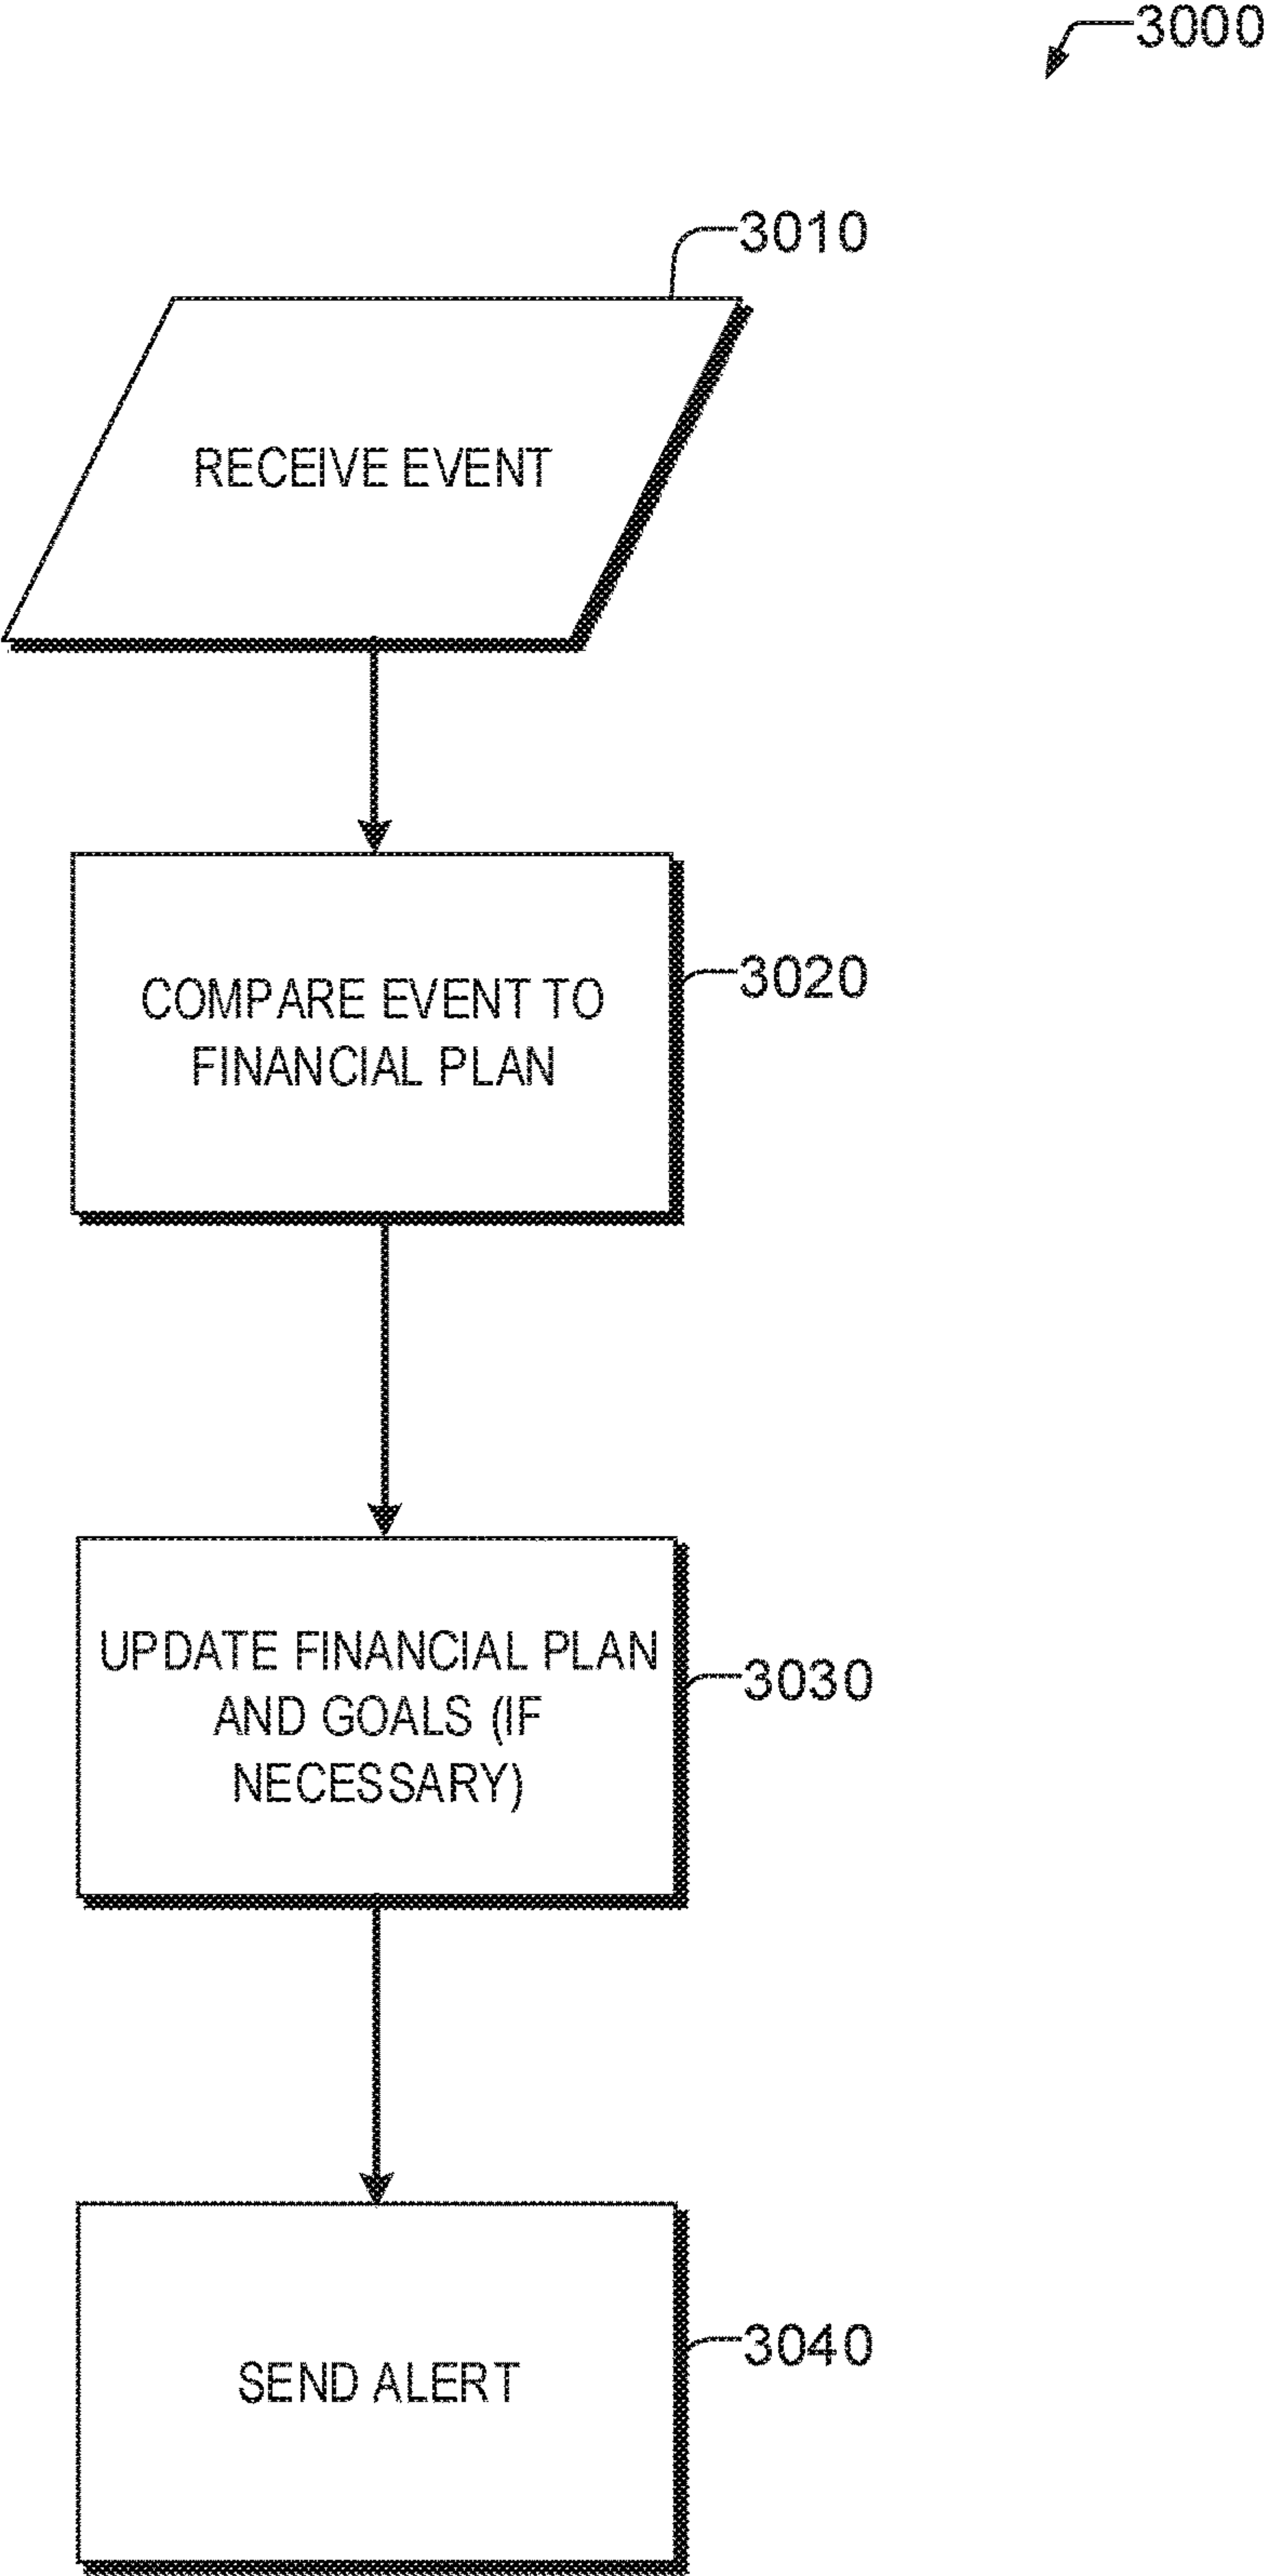 3000
3010
RECEIVE EVENT
COMPARE EVENT TO
FINANCIAL PLAN
3020
UPDATE FINANCIAL PLAN
AND GOALS (IF
NECESSARY)
3030
SEND ALERT
3040